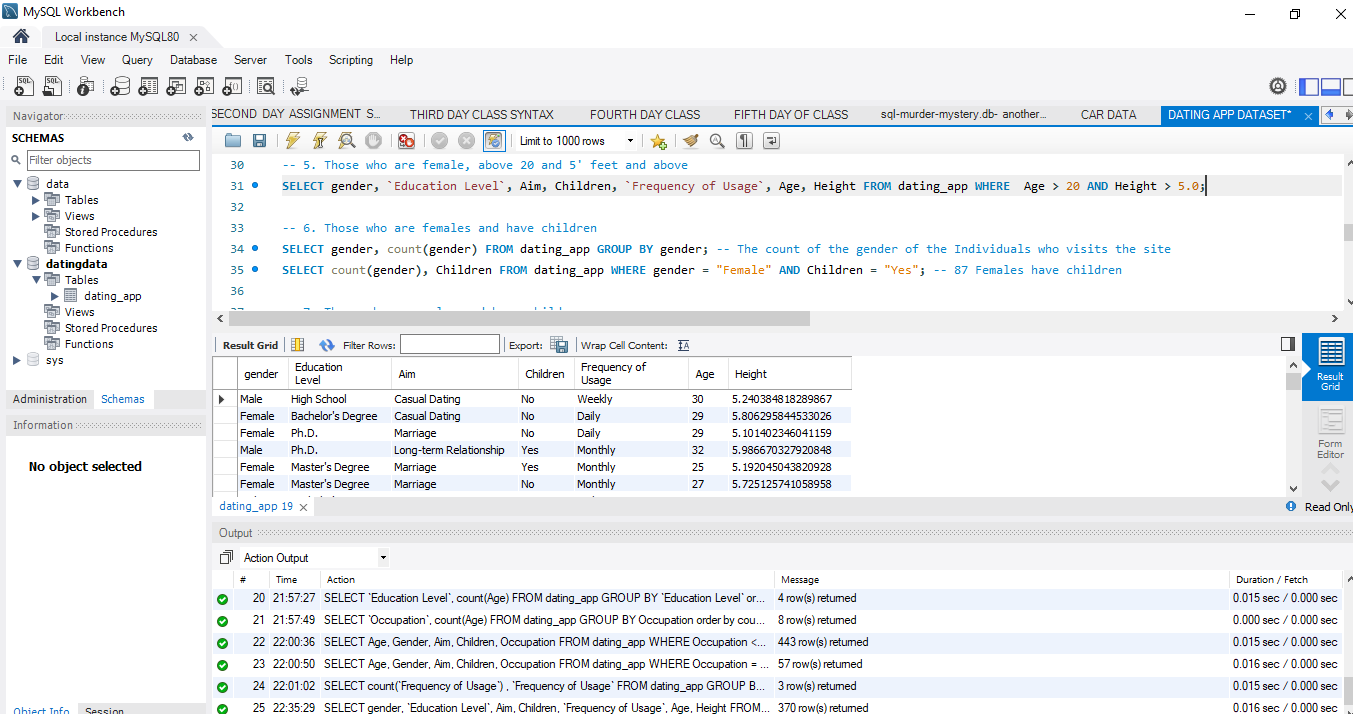 MySQL Workbench
Local instance MySQL80
File Edit View Query Database Server Tools Scripting Help
Navigator
SCHEMAS
Filter objects
data
Tables
Views
Stored Procedures
Functions
datingdata
Tables
dating_app
Views
Stored Procedures
Functions
sys
Administration Schemas
Information
No object selected
Object Info Session
SECOND DAY ASSIGNMENT S... THIRD DAY CLASS SYNTAX FOURTH DAY CLASS FIFTH DAY OF CLASS sql-murder-mystery.db- another... CAR DATA DATING APP DATASET*
Limit to 1000 rows
30 -- 5. Those who are female, above 20 and 5' feet and above
31 SELECT gender, `Education Level`, Aim, Children, `Frequency of Usage`, Age, Height FROM dating_app WHERE  Age > 20 AND Height > 5.0;
32
33 -- 6. Those who are females and have children
34 SELECT gender, count(gender) FROM dating_app GROUP BY gender; -- The count of the gender of the Individuals who visits the site
35 SELECT count(gender), Children FROM dating_app WHERE gender = "Female" AND Children = "Yes"; -- 87 Females have children
36
Result Grid Filter Rows: Export: Wrap Cell Content:
gender Education Level Aim Children Frequency of Usage Age Height
Male High School Casual Dating No Weekly 30 5.240384818289867
Female Bachelor's Degree Casual Dating No Daily 29 5.806295844533026
Female Ph.D. Marriage No Daily 29 5.101402346041159
Male Ph.D. Long-term Relationship Yes Monthly 32 5.986670327920848
Female Master's Degree Marriage Yes Monthly 25 5.192045043820928
Female Master's Degree Marriage No Monthly 27 5.725125741058958
Result Grid
Form Editor
dating_app 19
Read Only
Output
Action Output
# Time Action Message Duration / Fetch
20 21:57:27 SELECT `Education Level`, count(Age) FROM dating_app GROUP BY `Education Level` or... 4 row(s) returned 0.015 sec / 0.000 sec
21 21:57:49 SELECT `Occupation`, count(Age) FROM dating_app GROUP BY Occupation order by cou... 8 row(s) returned 0.000 sec / 0.000 sec
22 22:00:36 SELECT Age, Gender, Aim, Children, Occupation FROM dating_app WHERE Occupation <... 443 row(s) returned 0.015 sec / 0.000 sec
23 22:00:50 SELECT Age, Gender, Aim, Children, Occupation FROM dating_app WHERE Occupation = ... 57 row(s) returned 0.016 sec / 0.000 sec
24 22:01:02 SELECT count(`Frequency of Usage`) , `Frequency of Usage` FROM dating_app GROUP B... 3 row(s) returned 0.015 sec / 0.000 sec
25 22:35:29 SELECT gender, `Education Level`, Aim, Children, `Frequency of Usage`, Age, Height FROM... 370 row(s) returned 0.016 sec / 0.000 sec